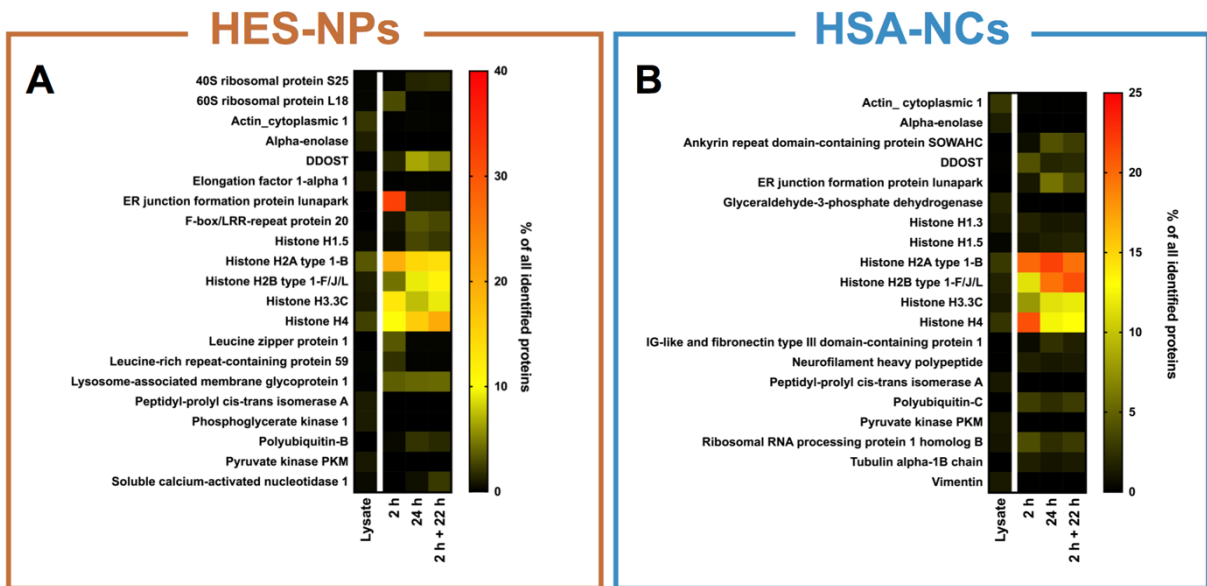 HES-NPs
A
40S ribosomal protein S25
60S ribosomal protein L18
Actin_cytoplasmic 1
Alpha-enolase
DDOST
Elongation factor 1-alpha 1
ER junction formation protein lunapark
F-box/LRR-repeat protein 20
Histone H1.5
Histone H2A type 1-B
Histone H2B type 1-F/J/L
Histone H3.3C
Histone H4
Leucine zipper protein 1
Leucine-rich repeat-containing protein 59
Lysosome-associated membrane glycoprotein 1
Peptidyl-prolyl cis-trans isomerase A
Phosphoglycerate kinase 1
Polyubiquitin-B
Pyruvate kinase PKM
Soluble calcium-activated nucleotidase 1
Lysate
2 h
24 h
2 h + 22 h
40
30
20
10
0
% of all identified proteins
HSA-NCs
B
Actin_ cytoplasmic 1
Alpha-enolase
Ankyrin repeat domain-containing protein SOWAHC
DDOST
ER junction formation protein lunapark
Glyceraldehyde-3-phosphate dehydrogenase
Histone H1.3
Histone H1.5
Histone H2A type 1-B
Histone H2B type 1-F/J/L
Histone H3.3C
Histone H4
IG-like and fibronectin type III domain-containing protein 1
Neurofilament heavy polypeptide
Peptidyl-prolyl cis-trans isomerase A
Polyubiquitin-C
Pyruvate kinase PKM
Ribosomal RNA processing protein 1 homolog B
Tubulin alpha-1B chain
Vimentin
Lysate
2 h
24 h
2 h + 22 h
25
20
15
10
5
0
% of all identified proteins